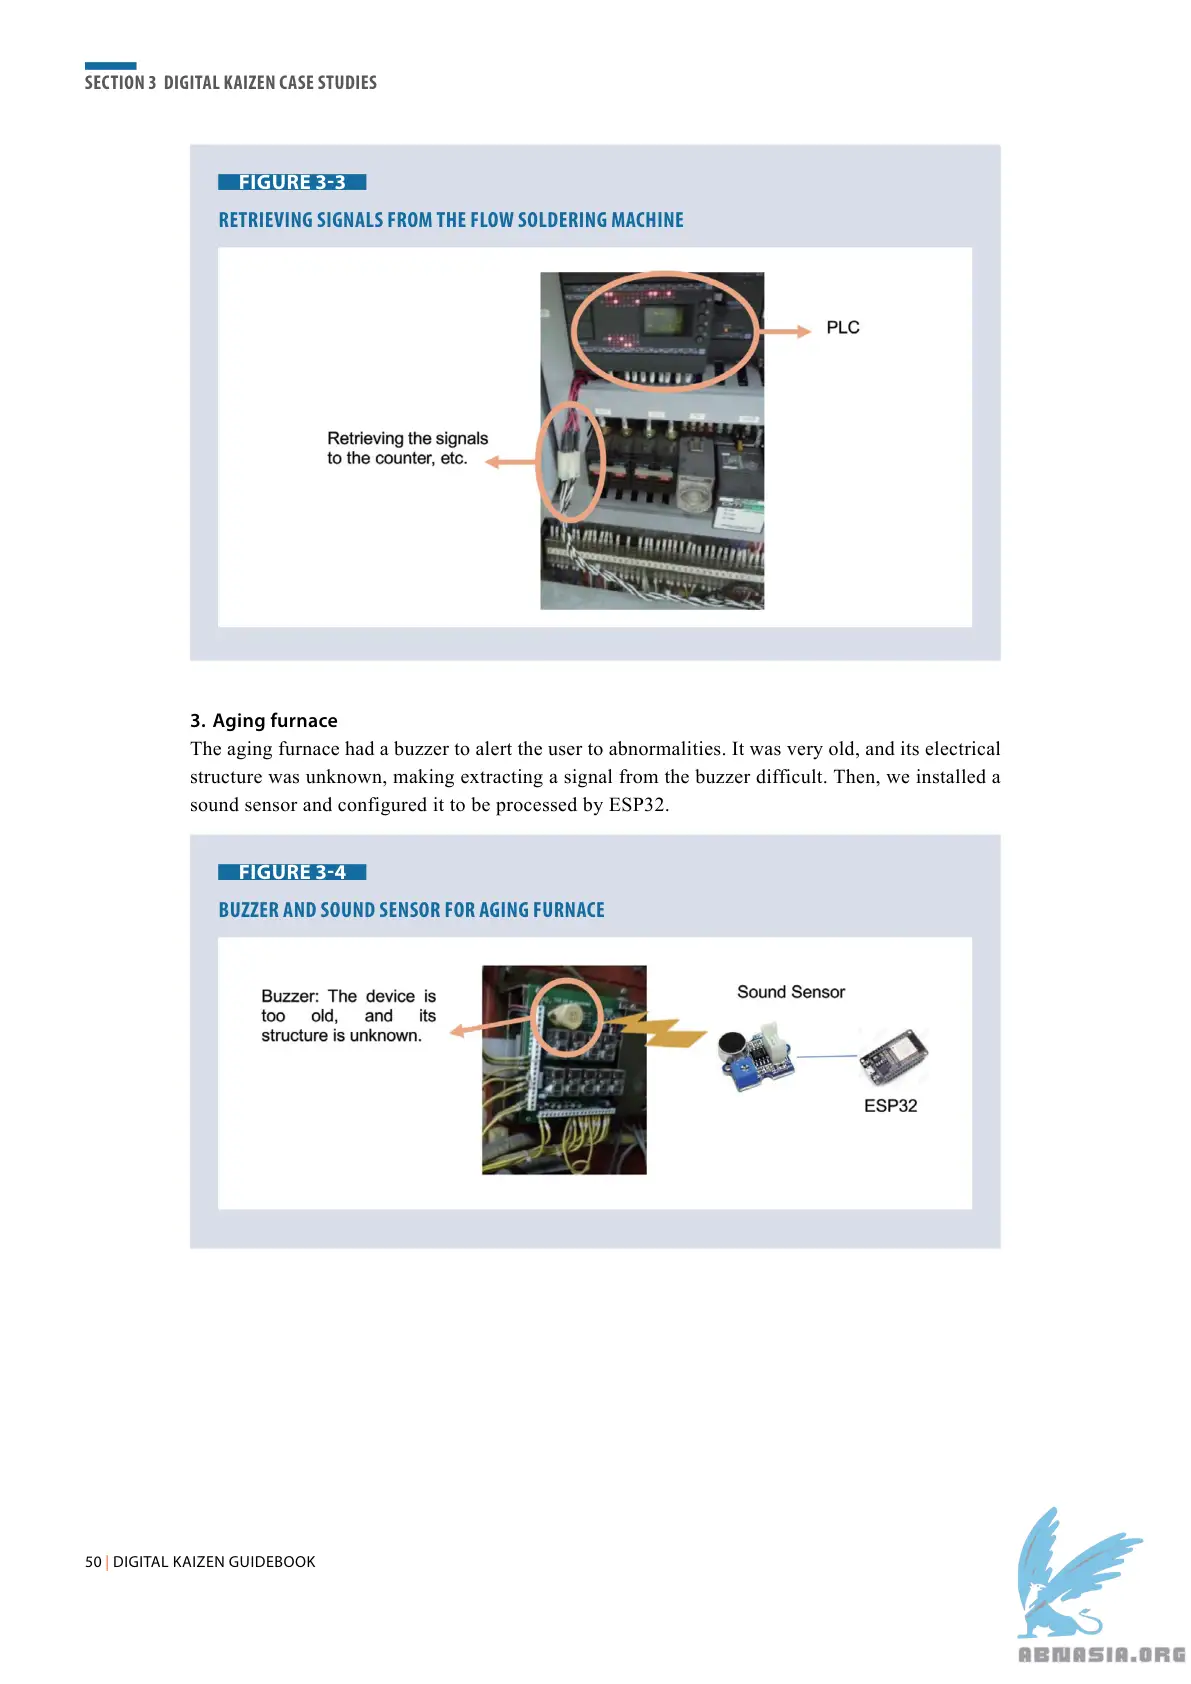 SECTION 3 DIGITAL KAIZEN CASE STUDIES
FIGURE 3-3
RETRIEVING SIGNALS FROM THE FLOW SOLDERING MACHINE
PLC
Retrieving the signals
to the counter, etc.
3. Aging furnace
The aging furnace had a buzzer to alert the user to abnormalities. It was very old, and its electrical
structure was unknown, making extracting a signal from the buzzer difficult. Then, we installed a
sound sensor and configured it to be processed by ESP32.
FIGURE 3-4
BUZZER AND SOUND SENSOR FOR AGING FURNACE
Buzzer: The device is
too old, and its
structure is unknown.
Sound Sensor
ESP32
50 | DIGITAL KAIZEN GUIDEBOOK
ABNASIA.ORG